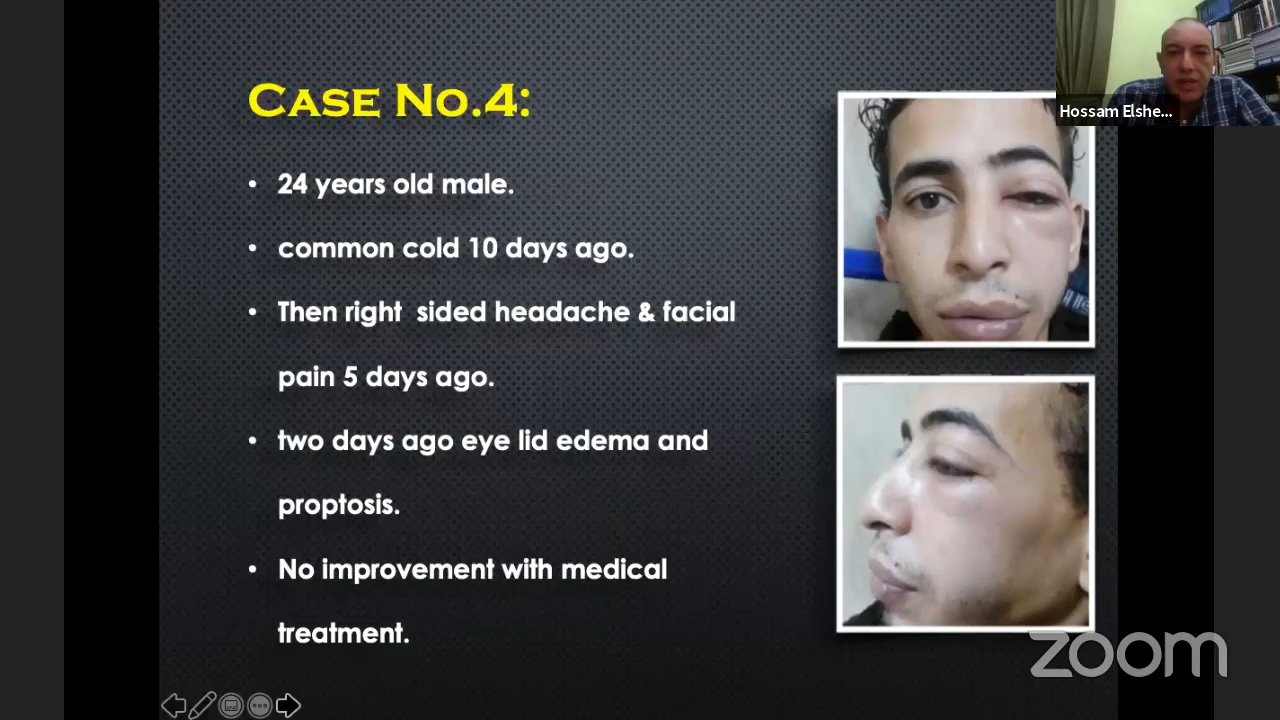 Case No.4:
Hossam Elshe...
• 24 years old male.
• common cold 10 days ago.
• Then right sided headache & facial
pain 5 days ago.
• two days ago eye lid edema and
proptosis.
• No improvement with medical
treatment.
zoom